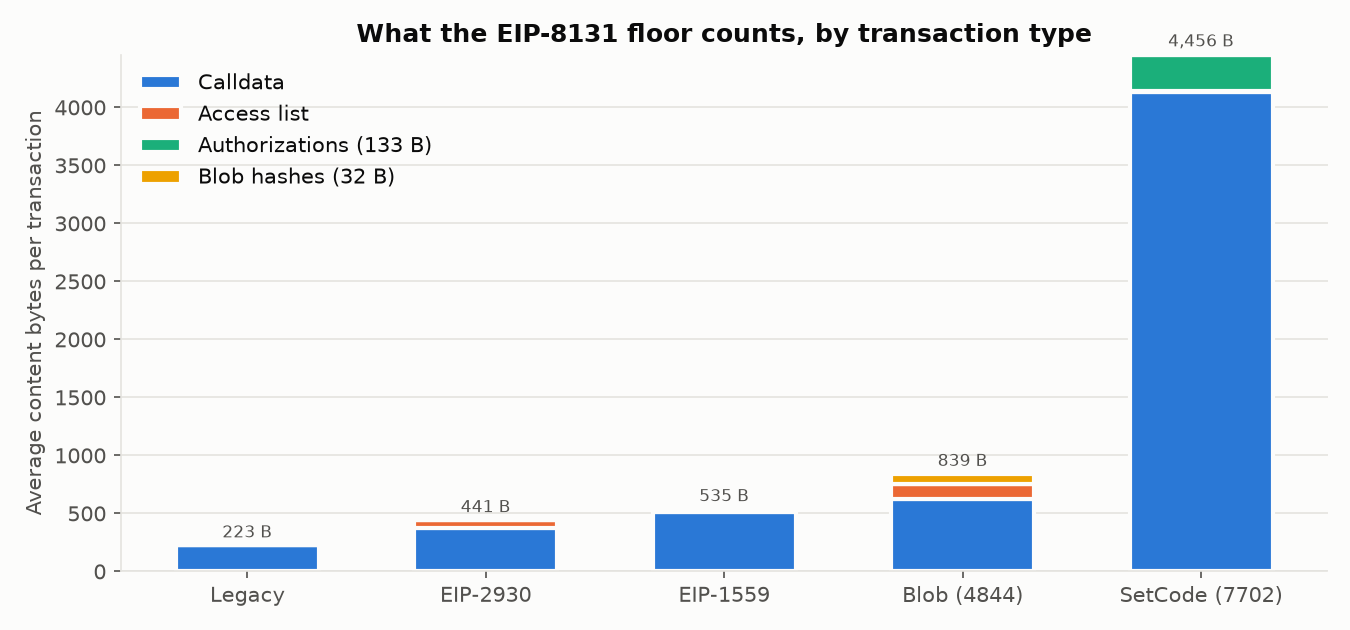 What the EIP-8131 floor counts, by transaction type
4,456 B
Calldata
Access list
Authorizations (133 B)
Blob hashes (32 B)
Average content bytes per transaction
4000
3500
3000
2500
2000
1500
1000
500
0
223 B
441 B
535 B
839 B
Legacy
EIP-2930
EIP-1559
Blob (4844)
SetCode (7702)